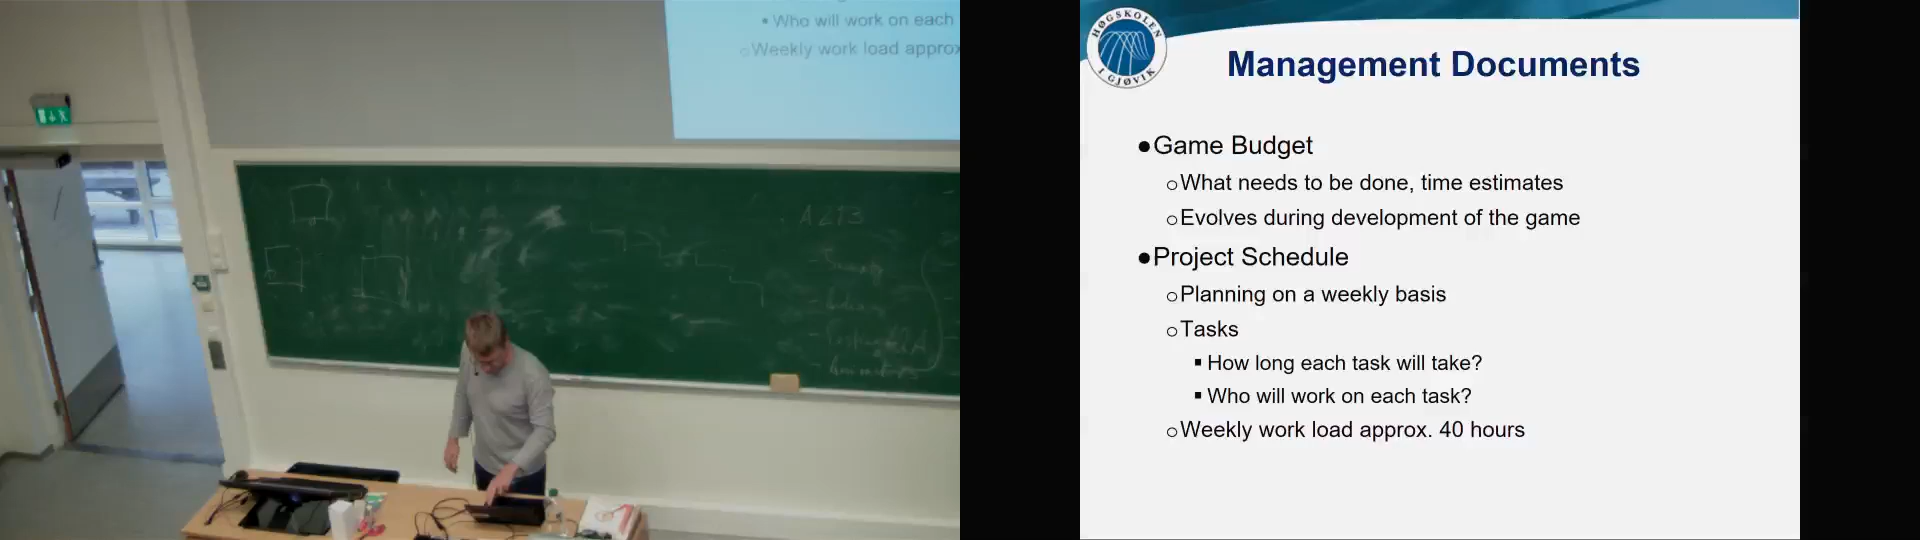 Who will work on each
Weekly work load approx
HØGSKOLEN
I GJØVIK
Management Documents
●Game Budget
○What needs to be done, time estimates
○Evolves during development of the game
●Project Schedule
○Planning on a weekly basis
○Tasks
▪ How long each task will take?
▪ Who will work on each task?
○Weekly work load approx. 40 hours